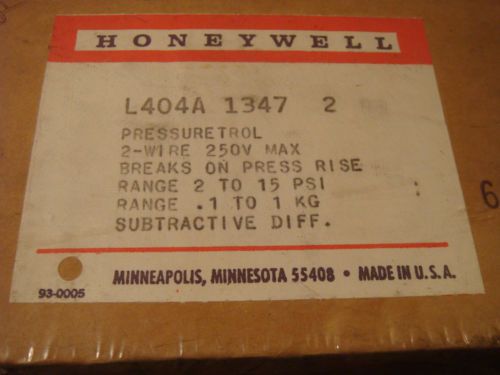 HONEYWELL
L404A 1347 2
PRESSURETROL
2-WIRE 250V MAX
BREAKS ON PRESS RISE
RANGE 2 TO 15 PSI
RANGE .1 TO 1 KG
SUBTRACTIVE DIFF.
6
MINNEAPOLIS, MINNESOTA 55408 • MADE IN U.S.A.
93-0005